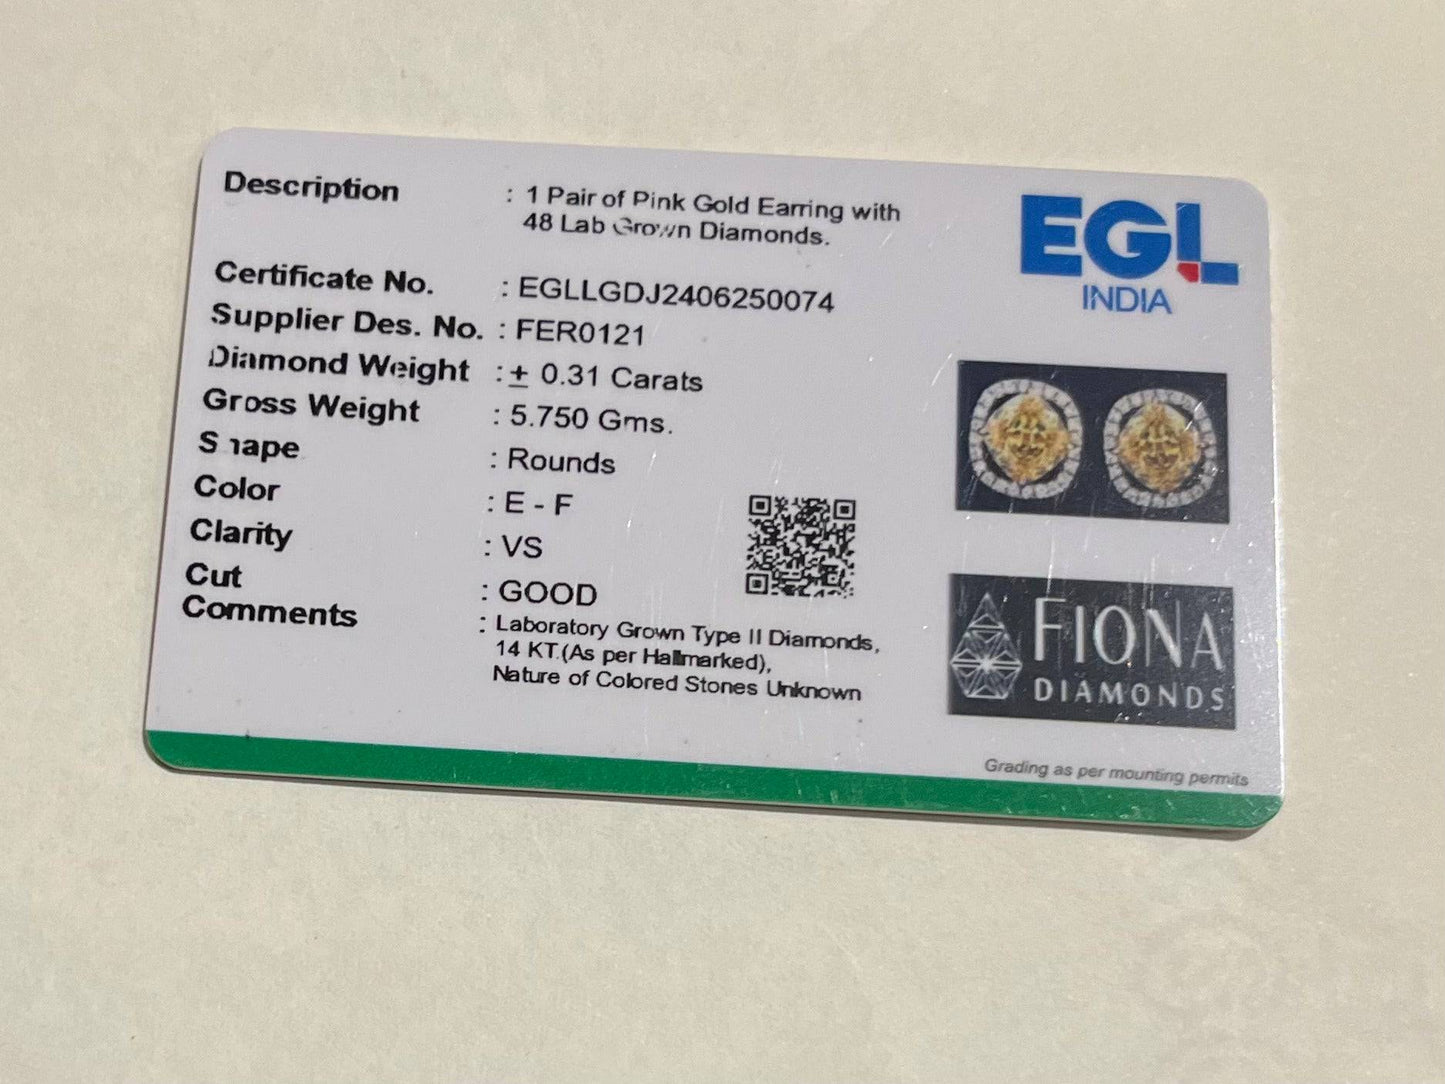 Description : 1 Pair of Pink Gold Earring with
48 Lab Grown Diamonds.
Certificate No. : EGLLGDJ2406250074
Supplier Des. No. : FER0121
Diamond Weight : ± 0.31 Carats
Gross Weight : 5.750 Gms.
Shape : Rounds
Color : E - F
Clarity : VS
Cut : GOOD
Comments : Laboratory Grown Type II Diamonds,
14 KT.(As per Hallmarked),
Nature of Colored Stones Unknown
EGL
INDIA
FIONA
DIAMONDS
Grading as per mounting permits